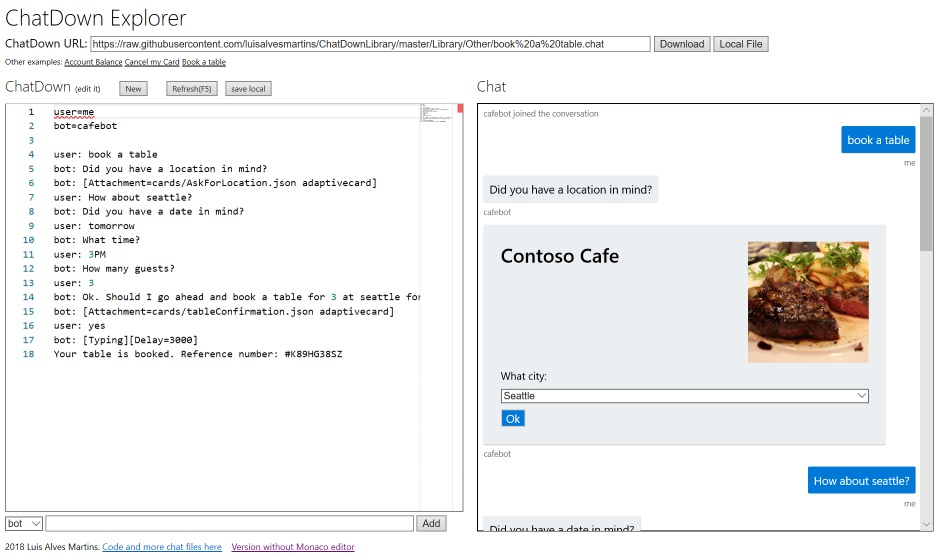 ChatDown Explorer
ChatDown URL: https://raw.githubusercontent.com/luisalvesmartins/ChatDownLibrary/master/Library/Other/book%20a%20table.chat Download Local File
Other examples: Account Balance Cancel my Card Book a table
ChatDown (edit it) New Refresh(F5) save local
1 user=me
2 bot=cafebot
3
4 user: book a table
5 bot: Did you have a location in mind?
6 bot: [Attachment=cards/AskForLocation.json adaptivecard]
7 user: How about seattle?
8 bot: Did you have a date in mind?
9 user: tomorrow
10 bot: What time?
11 user: 3PM
12 bot: How many guests?
13 user: 3
14 bot: Ok. Should I go ahead and book a table for 3 at seattle for
15 bot: [Attachment=cards/tableConfirmation.json adaptivecard]
16 user: yes
17 bot: [Typing][Delay=3000]
18 Your table is booked. Reference number: #K89HG38SZ
bot Add
Chat
cafebot joined the conversation
book a table
me
Did you have a location in mind?
cafebot
Contoso Cafe
What city:
Seattle
Ok
cafebot
How about seattle?
me
Did you have a date in mind?
2018 Luis Alves Martins. Code and more chat files here Version without Monaco editor